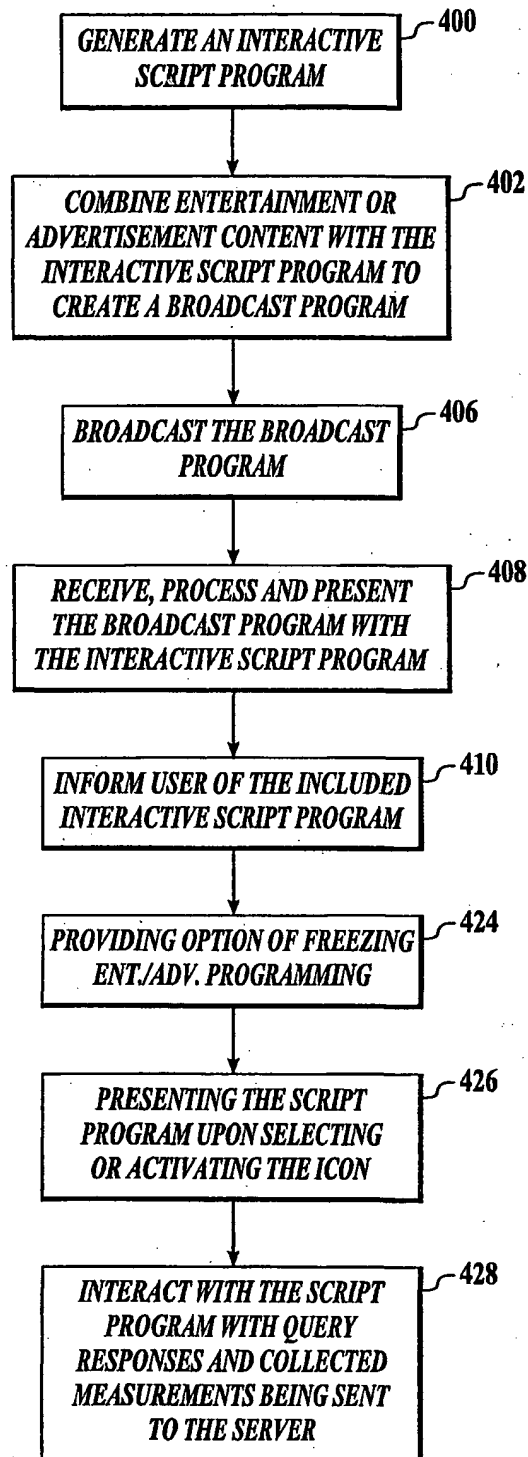 400
GENERATE AN INTERACTIVE
SCRIPT PROGRAM
402
COMBINE ENTERTAINMENT OR
ADVERTISEMENT CONTENT WITH THE
INTERACTIVE SCRIPT PROGRAM TO
CREATE A BROADCAST PROGRAM
406
BROADCAST THE BROADCAST
PROGRAM
408
RECEIVE, PROCESS AND PRESENT
THE BROADCAST PROGRAM WITH
THE INTERACTIVE SCRIPT PROGRAM
410
INFORM USER OF THE INCLUDED
INTERACTIVE SCRIPT PROGRAM
424
PROVIDING OPTION OF FREEZING
ENT./ADV. PROGRAMMING
426
PRESENTING THE SCRIPT
PROGRAM UPON SELECTING
OR ACTIVATING THE ICON
428
INTERACT WITH THE SCRIPT
PROGRAM WITH QUERY
RESPONSES AND COLLECTED
MEASUREMENTS BEING SENT
TO THE SERVER